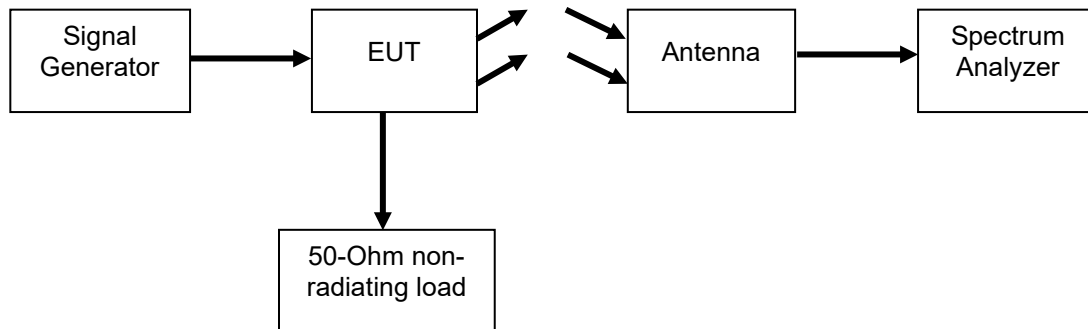 Signal
Generator
EUT
Antenna
Spectrum
Analyzer
50-Ohm non-
radiating load